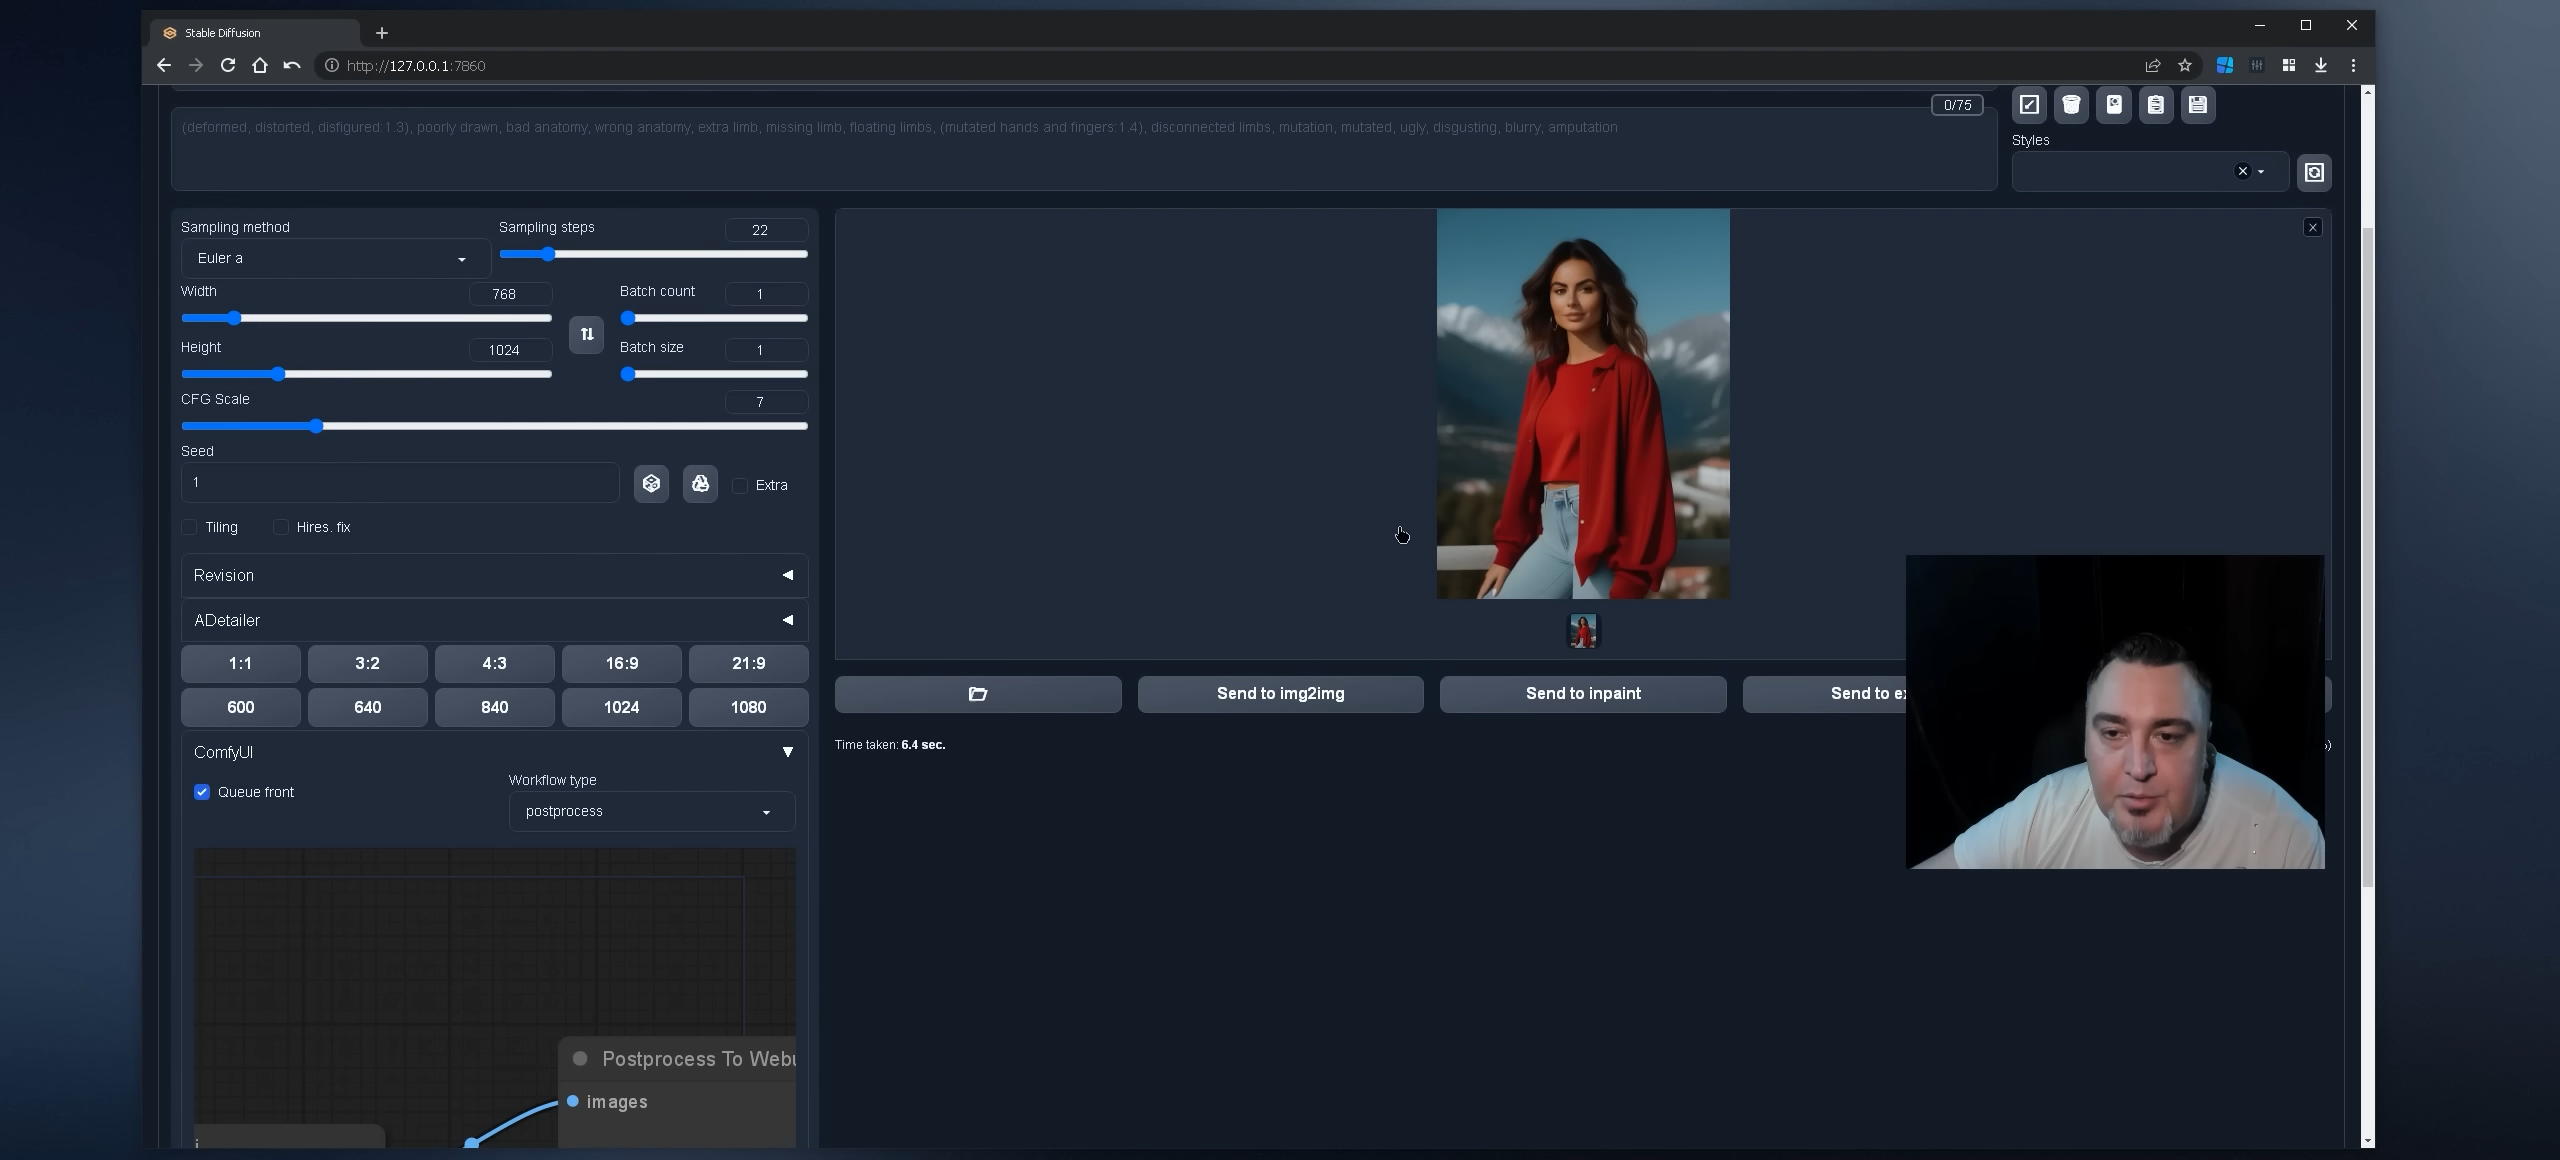 Stable Diffusion
http://127.0.0.1:7860
0/75
(deformed, distorted, disfigured:1.3), poorly drawn, bad anatomy, wrong anatomy, extra limb, missing limb, floating limbs, (mutated hands and fingers:1.4), disconnected limbs, mutation, mutated, ugly, disgusting, blurry, amputation
Styles
Sampling method
Sampling steps
22
Euler a
Width
768
Batch count
1
Height
1024
Batch size
1
CFG Scale
7
Seed
1
Extra
Tiling
Hires. fix
Revision
ADetailer
1:1
3:2
4:3
16:9
21:9
600
640
840
1024
1080
Send to img2img
Send to inpaint
Send to
Time taken: 6.4 sec.
ComfyUI
Queue front
Workflow type
postprocess
Postprocess To
images